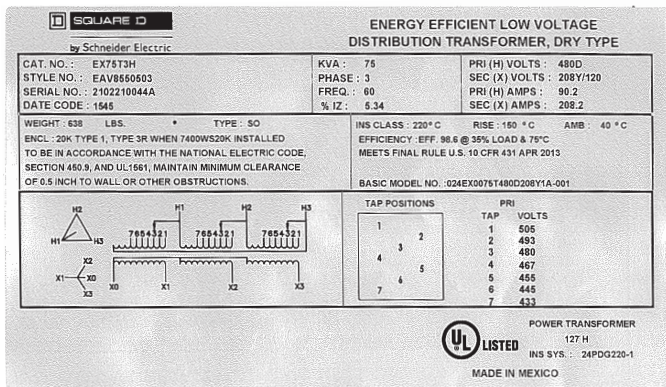 SQUARE D
by Schneider Electric
ENERGY EFFICIENT LOW VOLTAGE
DISTRIBUTION TRANSFORMER, DRY TYPE
CAT. NO. : EX75T3H
STYLE NO. : EAV8550503
SERIAL NO. : 2102210044A
DATE CODE : 1545
KVA : 75
PHASE : 3
FREQ. : 60
% IZ : 5.34
PRI (H) VOLTS : 480D
SEC (X) VOLTS : 208Y/120
PRI (H) AMPS : 90.2
SEC (X) AMPS : 208.2
WEIGHT : 638 LBS. * TYPE : SO
ENCL : 20K TYPE 1, TYPE 3R WHEN 7400WS20K INSTALLED
TO BE IN ACCORDANCE WITH THE NATIONAL ELECTRIC CODE,
SECTION 450.9, AND UL1561, MAINTAIN MINIMUM CLEARANCE
OF 0.5 INCH TO WALL OR OTHER OBSTRUCTIONS.
INS CLASS : 220° C RISE : 150 °C AMB : 40 °C
EFFICIENCY : EFF. 98.6 @ 35% LOAD & 75°C
MEETS FINAL RULE U.S. 10 CFR 431 APR 2013
BASIC MODEL NO. :024EX0075T480D208Y1A-001
H2
H1 H3
X2
X1 X0
X3
H1 H2 H3
7654321 7654321 7654321
X0 X1 X2 X3
TAP POSITIONS
1
2
3
4
5
6
7
PRI
TAP VOLTS
1 505
2 493
3 480
4 467
5 455
6 445
7 433
UL LISTED
POWER TRANSFORMER
127 H
INS SYS. : 24PDG220-1
MADE IN MEXICO